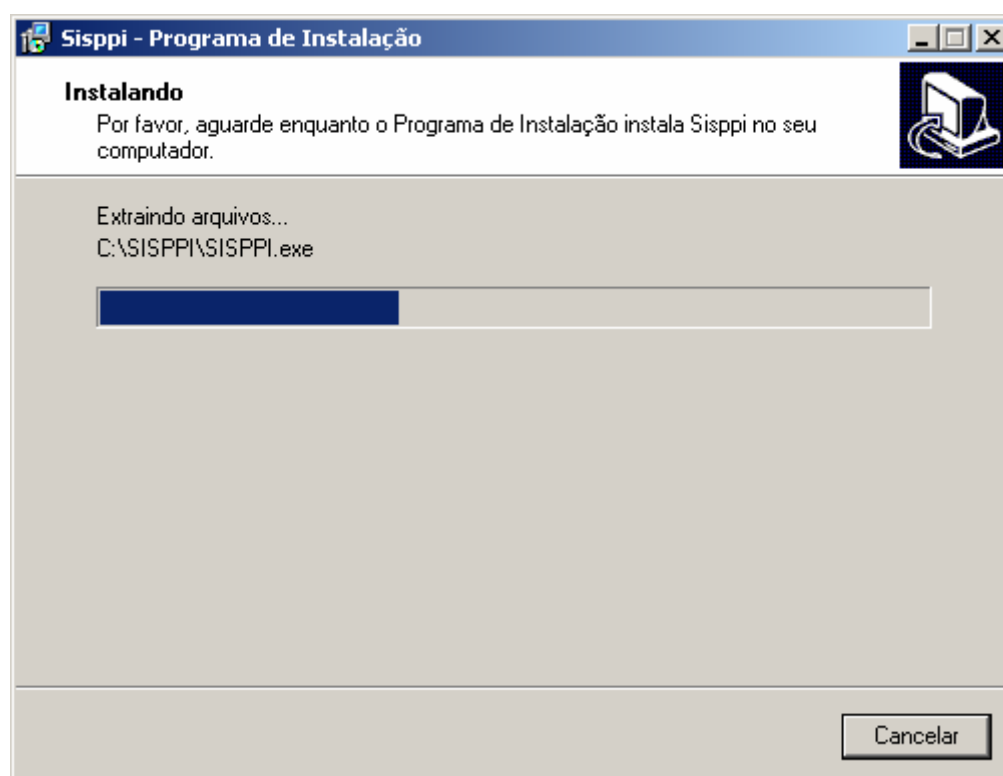 Sisppi - Programa de Instalação
Instalando
Por favor, aguarde enquanto o Programa de Instalação instala Sisppi no seu
computador.
Extraindo arquivos...
C:\SISPPI\SISPPI.exe
Cancelar